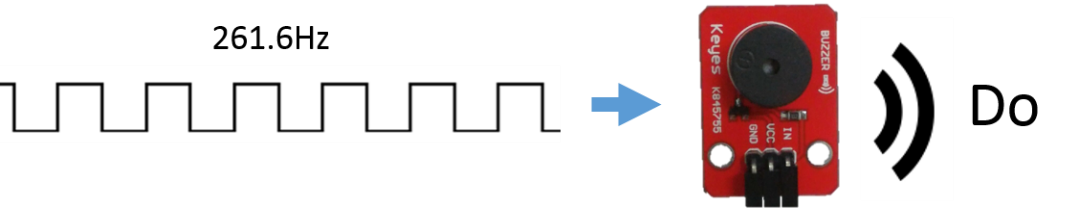 261.6Hz
Keyes
BUZZER
K845755
GND
VCC
IN
Do